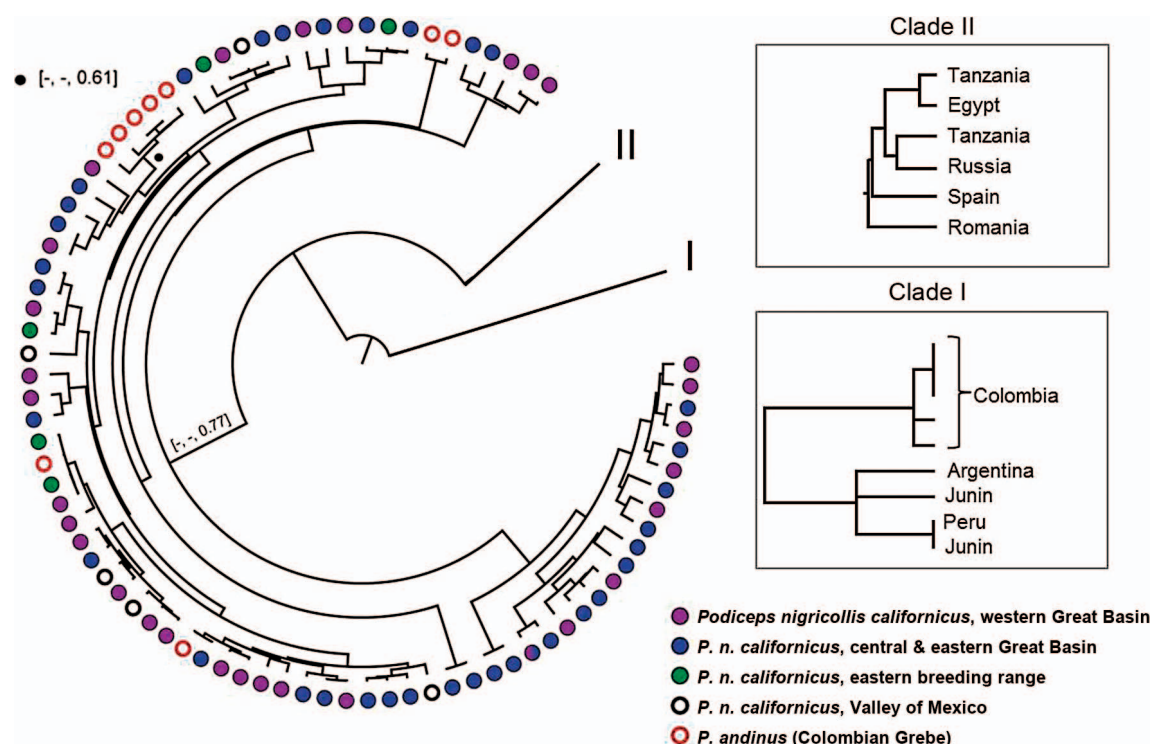 [-, -, 0.61]
II
I
[-, -, 0.77]
Clade II
Tanzania
Egypt
Tanzania
Russia
Spain
Romania
Clade I
Colombia
Argentina
Junin
Peru
Junin
Podiceps nigricollis californicus, western Great Basin
P. n. californicus, central & eastern Great Basin
P. n. californicus, eastern breeding range
P. n. californicus, Valley of Mexico
P. andinus (Colombian Grebe)